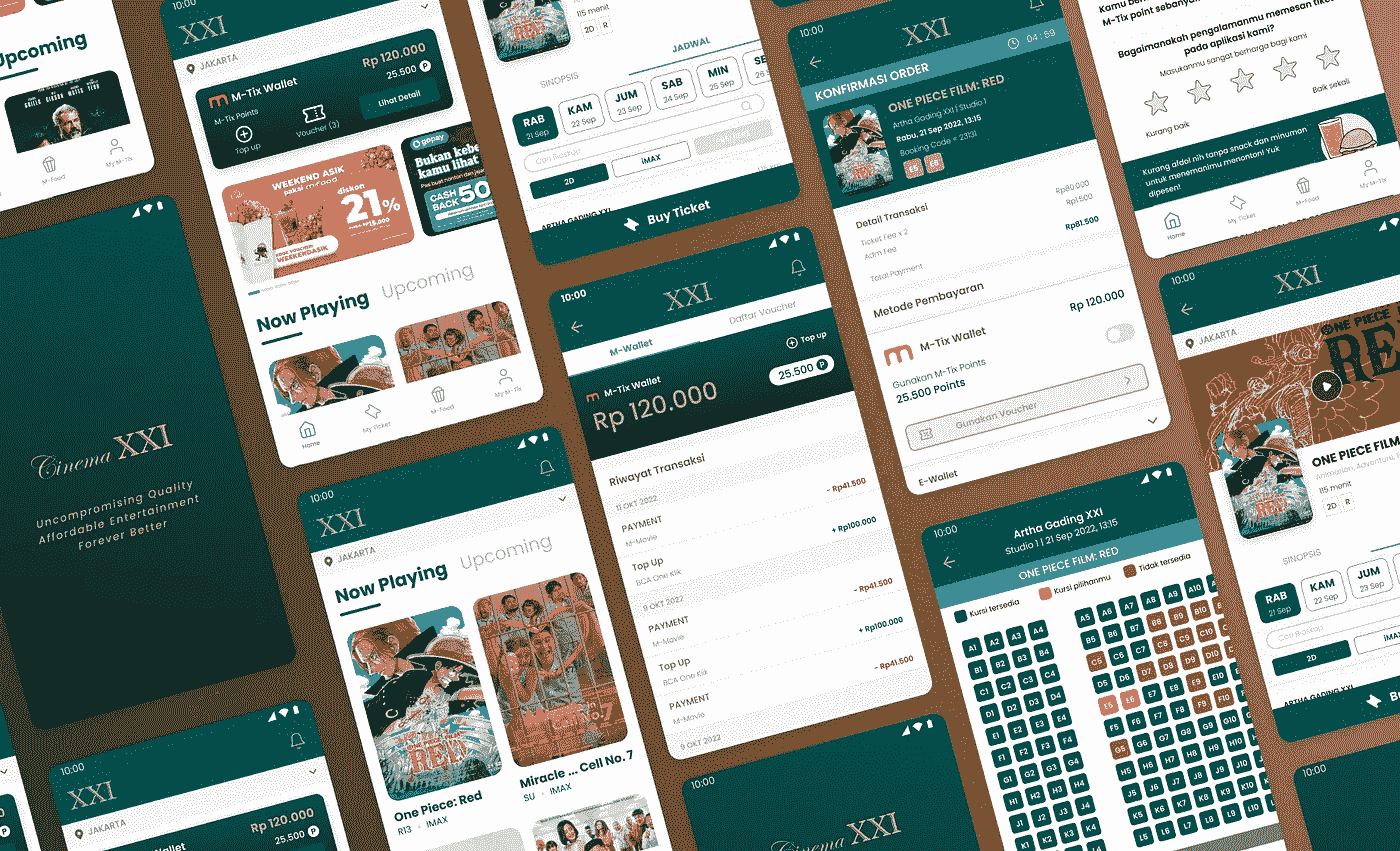 Upcoming
M-Food
My M-Tix
Cinema XXI
Uncompromising Quality
Affordable Entertainment
Forever Better
10:00
XXI
JAKARTA
Rp 120.000
25.500 P
XXI
JAKARTA
M-Tix Wallet
Rp 120.000
M-Tix Points
25.500 P
Top up
Voucher (3)
Lihat Detail
WEEKEND ASIK
pakai m.food
diskon
21%
WEEKENDASIK
gopay
Bukan kebe
kamu lihat
CASH
BACK 50
Now Playing
Upcoming
Home
My Ticket
M-Food
My M-Tix
10:00
XXI
JAKARTA
Now Playing
Upcoming
RED
One Piece: Red
R13 • IMAX
Miracle ... Cell No. 7
SU • IMAX
115 menit
2D R
SINOPSIS
JADWAL
RAB
21 Sep
KAM
22 Sep
JUM
23 Sep
SAB
24 Sep
MIN
25 Sep
SE
26 S
Cari Bioskop
2D
IMAX
ARTHA GADING XXI
Buy Ticket
10:00
XXI
M-Wallet
Daftar Voucher
M-Tix Wallet
Top up
Rp 120.000
25.500 P
Riwayat Transaksi
11 OKT 2022
PAYMENT
M-Movie
- Rp41.500
Top Up
BCA One Klik
+ Rp100.000
9 OKT 2022
PAYMENT
M-Movie
- Rp41.500
Top Up
BCA One Klik
+ Rp100.000
PAYMENT
M-Movie
- Rp41.500
9 OKT 2022
10:00
Cinema XXI
10:00
XXI
KONFIRMASI ORDER
04 : 59
ONE PIECE FILM: RED
Artha Gading XXI | Studio 1
Rabu, 21 Sep 2022, 13:15
Booking Code = 23131
E5 E6
Detail Transaksi
Ticket Fee x 2
Rp80.000
Adm Fee
Rp1.500
Total Payment
Rp81.500
Metode Pembayaran
M-Tix Wallet
Rp 120.000
Gunakan M-Tix Points
25.500 Points
Gunakan Voucher
E-Wallet
10:00
Artha Gading XXI
Studio 1 | 21 Sep 2022, 13:15
ONE PIECE FILM: RED
Kursi tersedia
Kursi pilihanmu
Tidak tersedia
A1 A2 A3 A4 A5 A6 A7 A8 A9 A10
B1 B2 B3 B4 B5 B6 B7 B8 B9 B10
C1 C2 C3 C4 C5 C6 C7 C8 C9 C10
D1 D2 D3 D4 D5 D6 D7 D8 D9 D10
E1 E2 E3 E4 E5 E6 E7 E8 E9 E10
F1 F2 F3 F4 F5 F6 F7 F8 F9 F10
G1 G2 G3 G4 G5 G6 G7 G8 G9 G10
H1 H2 H3 H4 H5 H6 H7 H8 H9 H10
J1 J2 J3 J4 J5 J6 J7 J8 J9 J10
K1 K2 K3 K4 K5 K6 K7 K8 K9 K10
L3 L4 L5 L6 L7 L8 L9 L10
M-Tix point sebanyak
Bagaimanakah pengalamanmu memesan tiket
pada aplikasi kami?
Masukanmu sangat berharga bagi kami
Kurang baik
Baik sekali
Kurang afdol nih tanpa snack dan minuman
untuk menemanimu menonton! Yuk
dipesen!
Home
My Ticket
M-Food
My M-Tix
10:00
XXI
JAKARTA
ONE PIECE
RE
ONE PIECE FILM
115 menit
2D R
SINOPSIS
RAB
21 Sep
KAM
22 Sep
JUM
23 Sep
Cari Bioskop
2D
IMA
ARTHA GADING XXI
10:00